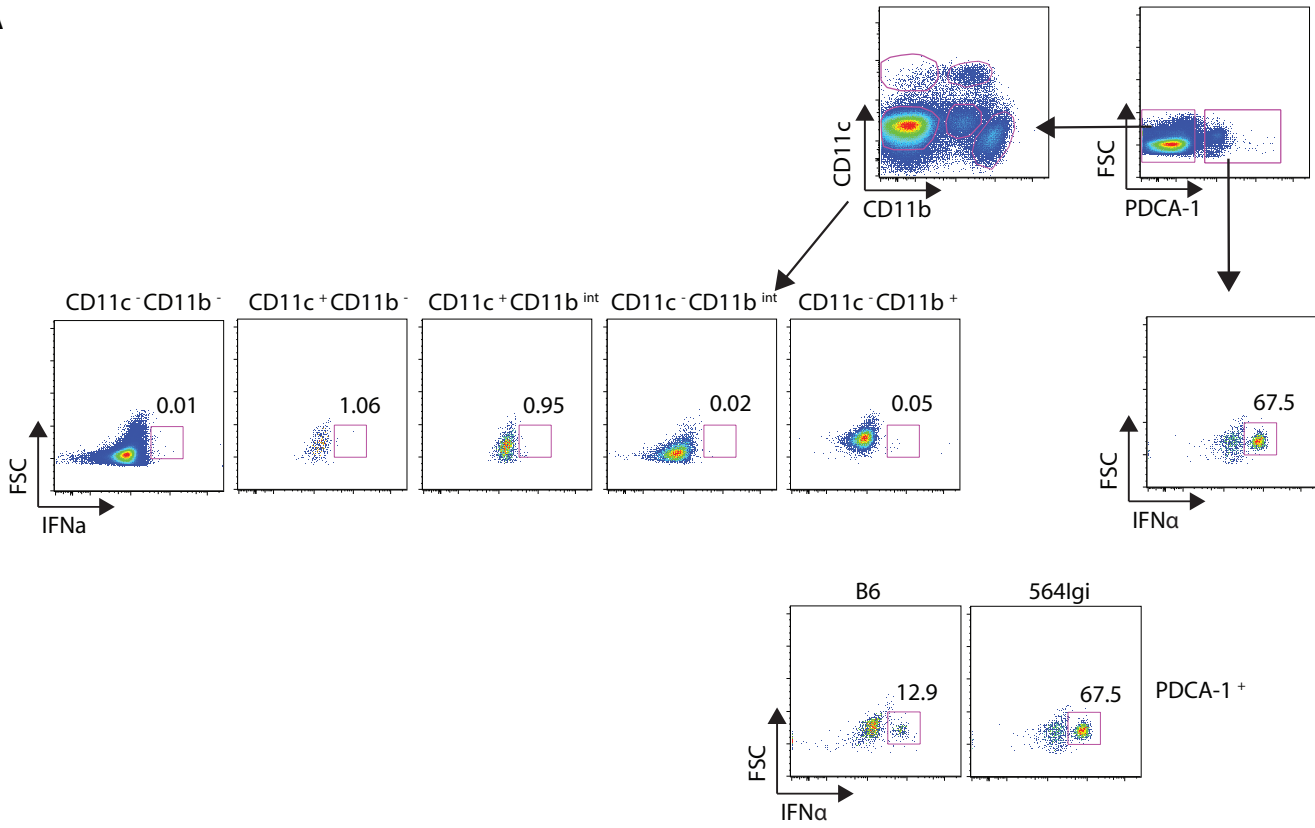 A
CD11c
CD11b
FSC
PDCA-1
CD11c - CD11b -
CD11c + CD11b -
CD11c + CD11b int
CD11c - CD11b int
CD11c - CD11b +
0.01
1.06
0.95
0.02
0.05
67.5
FSC
IFNa
FSC
IFNα
B6
564Igi
12.9
67.5
PDCA-1 +
FSC
IFNα